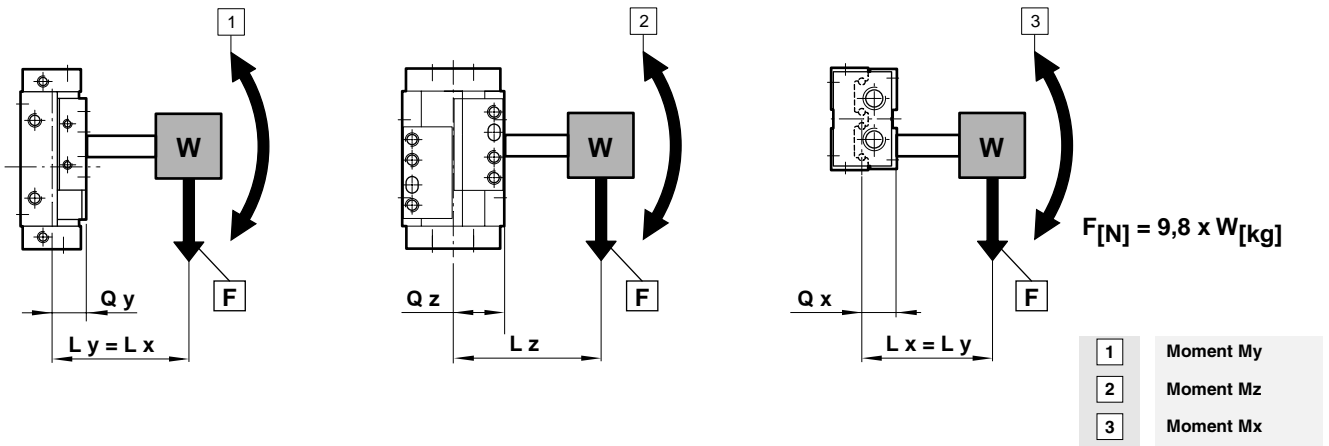 1
2
3
W
W
W
F[N] = 9,8 x W[kg]
F
F
F
Q y
Q z
Q x
L y = L x
L z
L x = L y
1 Moment My
2 Moment Mz
3 Moment Mx